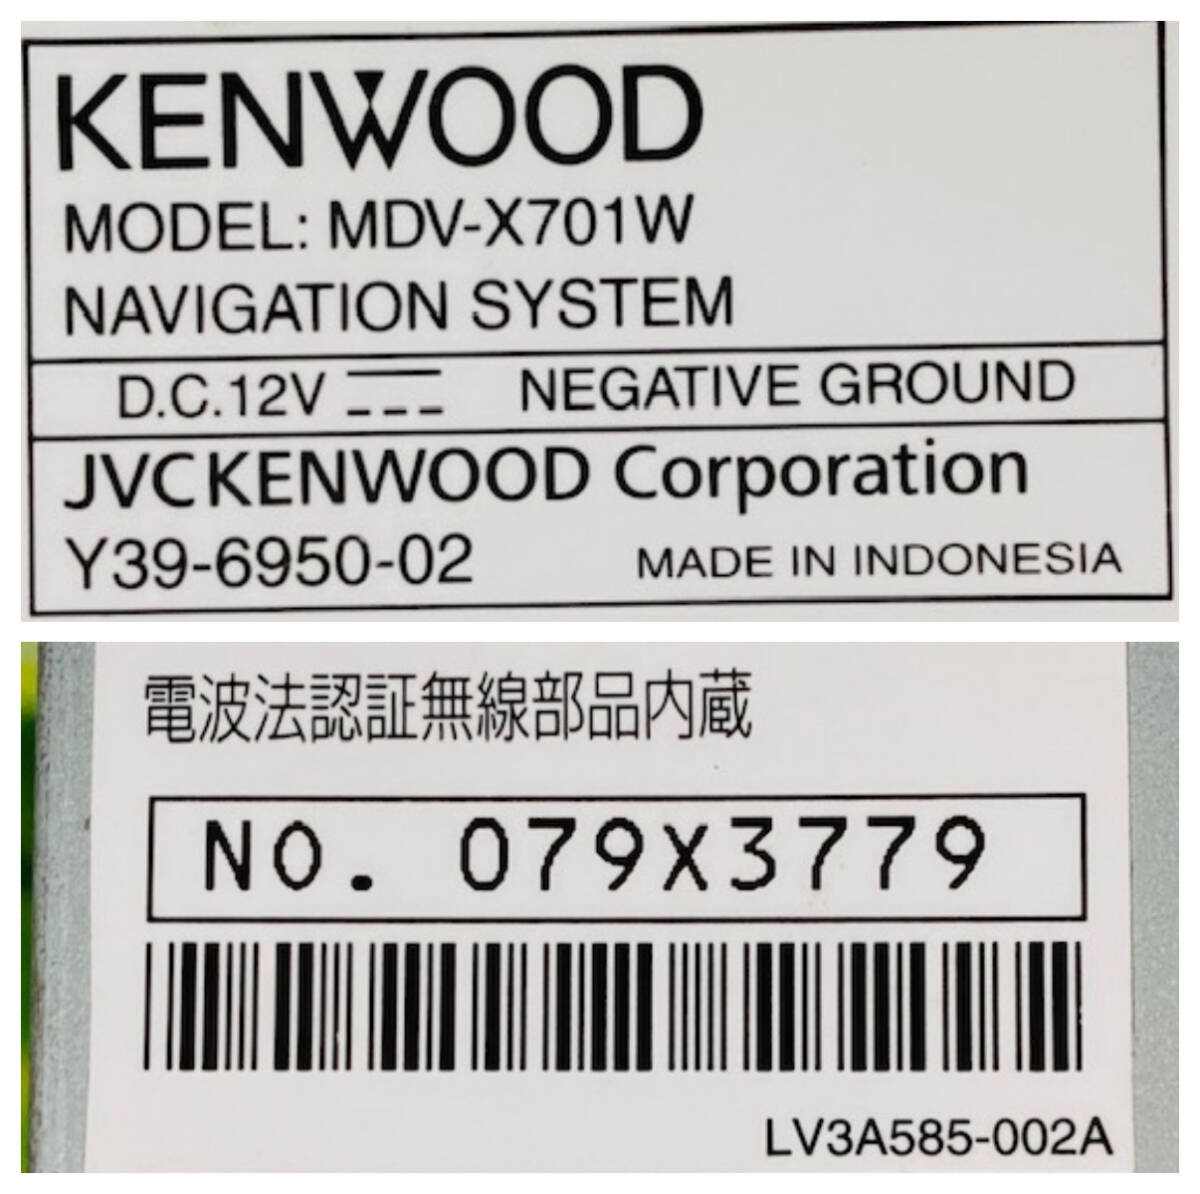 KENWOOD
MODEL: MDV-X701W
NAVIGATION SYSTEM
D.C.12V NEGATIVE GROUND
JVCKENWOOD Corporation
Y39-6950-02 MADE IN INDONESIA
電波法認証無線部品内蔵
NO. 079X3779
LV3A585-002A